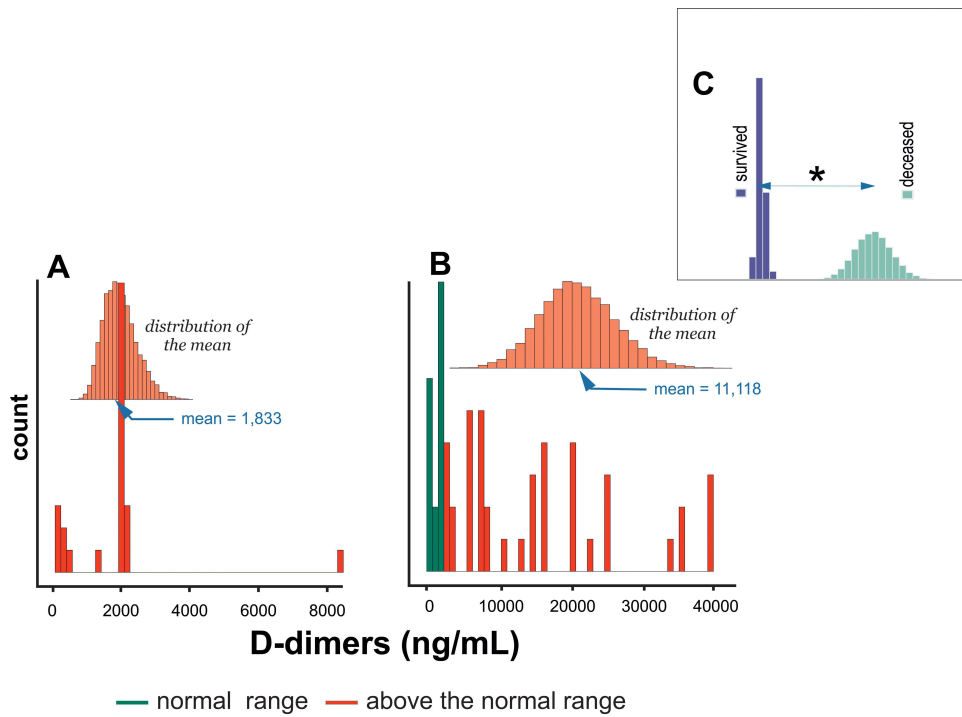 C
survived
*
deceased
A
distribution of
the mean
mean = 1,833
B
distribution of
the mean
mean = 11,118
count
0 2000 4000 6000 8000
0 10000 20000 30000 40000
D-dimers (ng/mL)
normal range above the normal range